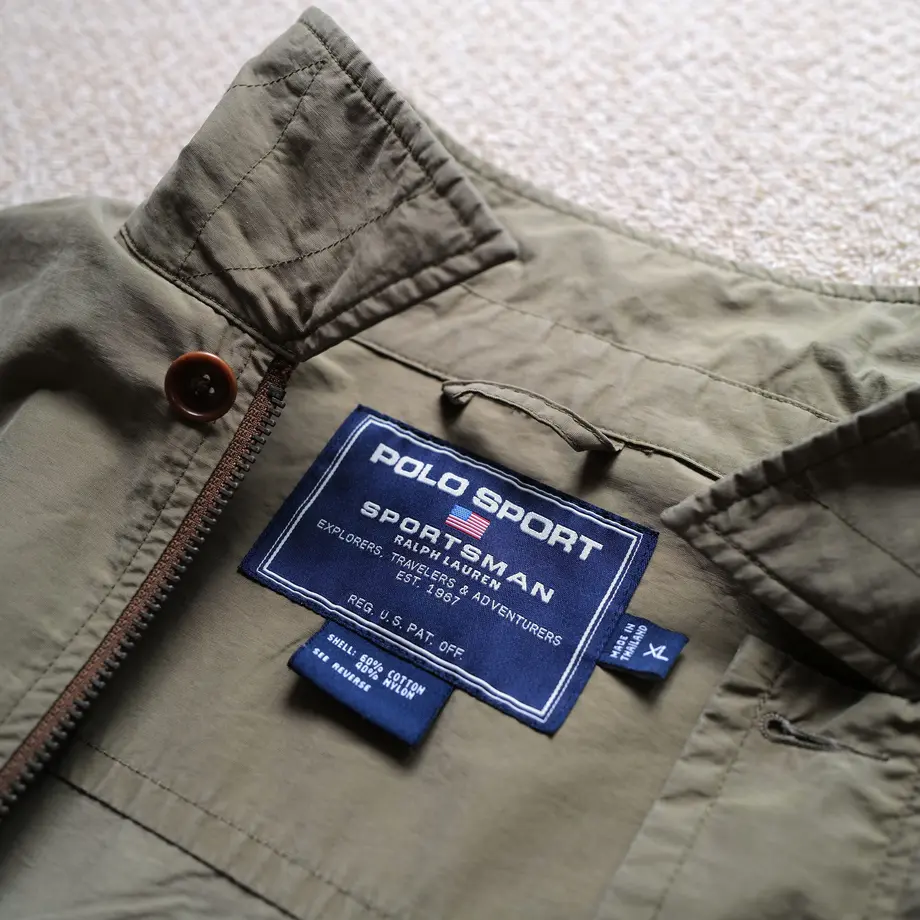 POLO SPORT
SPORTSMAN
RALPH LAUREN
EXPLORERS, TRAVELERS & ADVENTURERS
EST. 1967
REG. U.S. PAT. OFF.
MADE IN
THAILAND
XL
SHELL: 60% COTTON
40% NYLON
SEE REVERSE